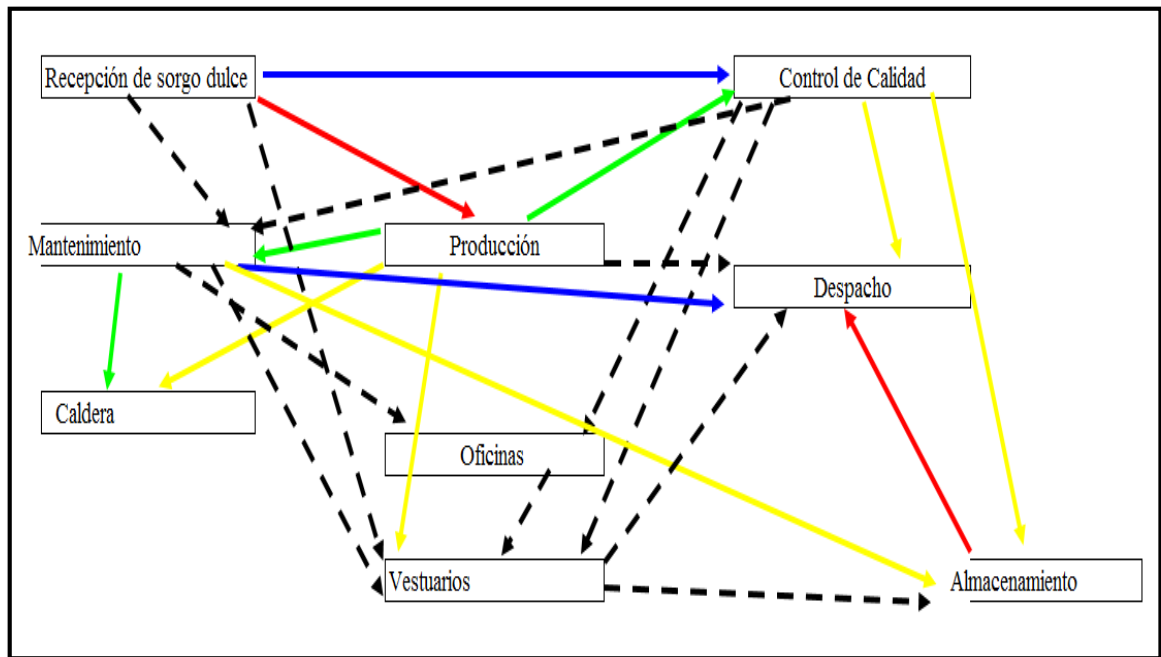 Recepción de sorgo dulce
Control de Calidad
Mantenimiento
Producción
Despacho
Caldera
Oficinas
Vestuarios
Almacenamiento